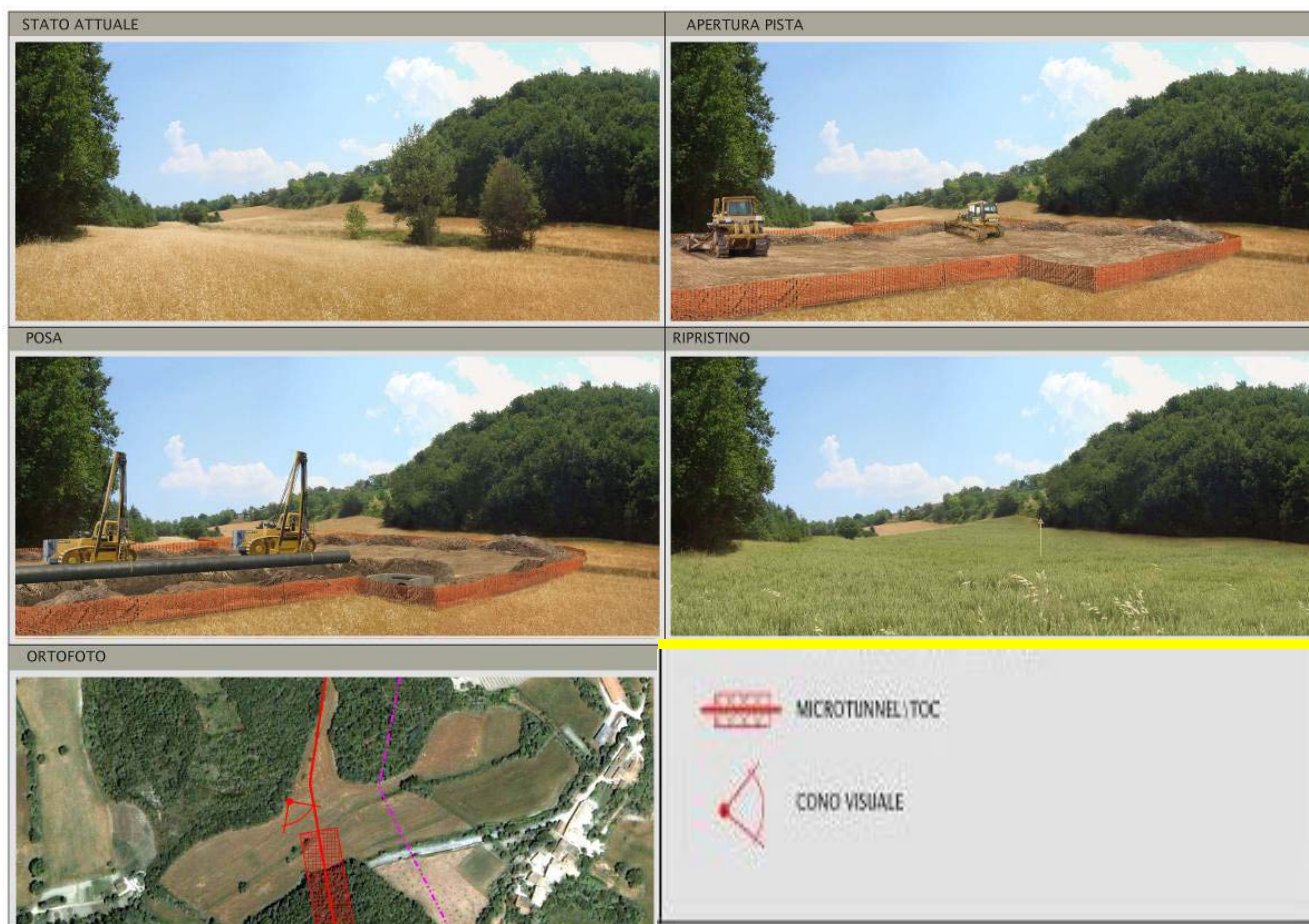 STATO ATTUALE
APERTURA PISTA
POSA
RIPRISTINO
ORTOFOTO
MICROTUNNEL\TOC
CONO VISUALE